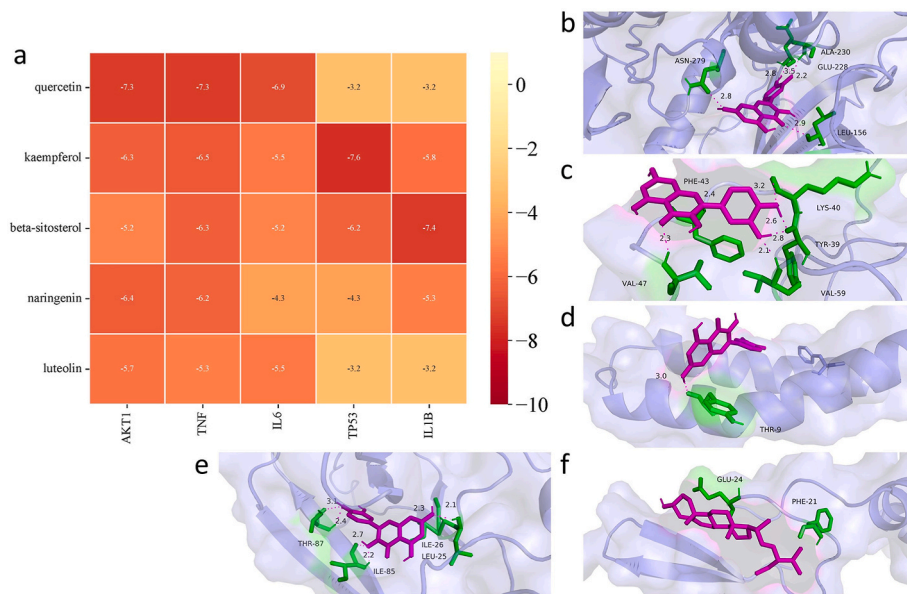 a
quercetin
-7.3 -7.3 -6.9 -3.2 -3.2
kaempferol
-6.3 -6.5 -5.5 -7.6 -5.8
beta-sitosterol
-5.2 -6.3 -5.2 -6.2 -7.4
naringenin
-6.4 -6.2 -4.3 -4.3 -5.3
luteolin
-5.7 -5.3 -5.5 -3.2 -3.2
AKT1
TNF
IL6
TP53
IL1B
0
−2
−4
−6
−8
−10
b
ASN-279
ALA-230
GLU-228
2.8 3.5
2.2
2.8
2.9
LEU-156
c
PHE-43
2.4
3.2
LYS-40
2.6
2.3
2.8
TYR-39
2.1
VAL-47
VAL-59
d
3.0
THR-9
e
3.1
2.4
2.3
2.1
THR-87
2.7
2.2
ILE-26
LEU-25
ILE-85
f
GLU-24
PHE-21